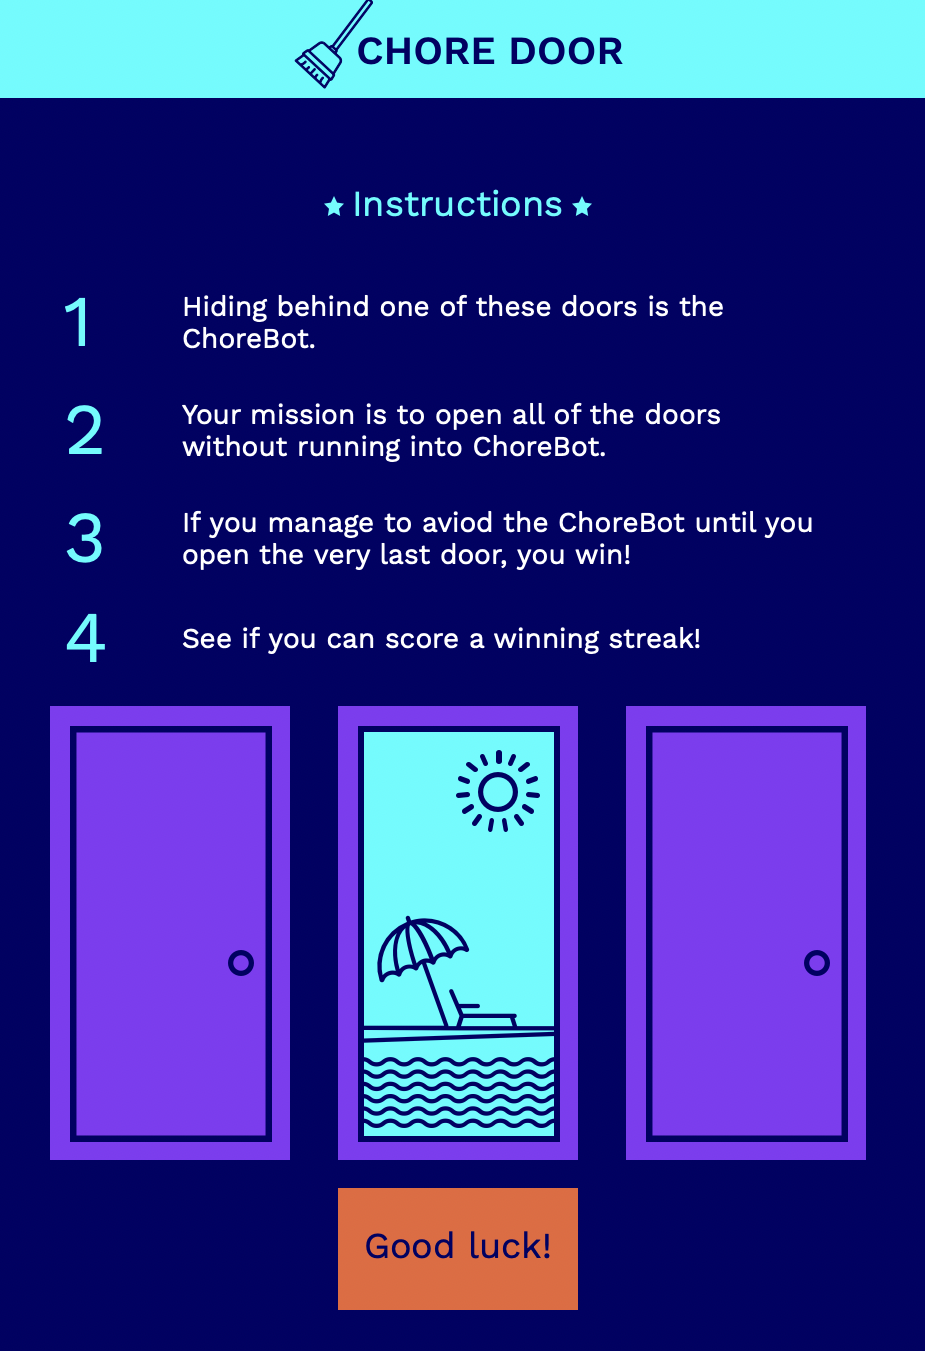 CHORE DOOR
Instructions
1
Hiding behind one of these doors is the
ChoreBot.
2
Your mission is to open all of the doors
without running into ChoreBot.
3
If you manage to aviod the ChoreBot until you
open the very last door, you win!
4
See if you can score a winning streak!
Good luck!